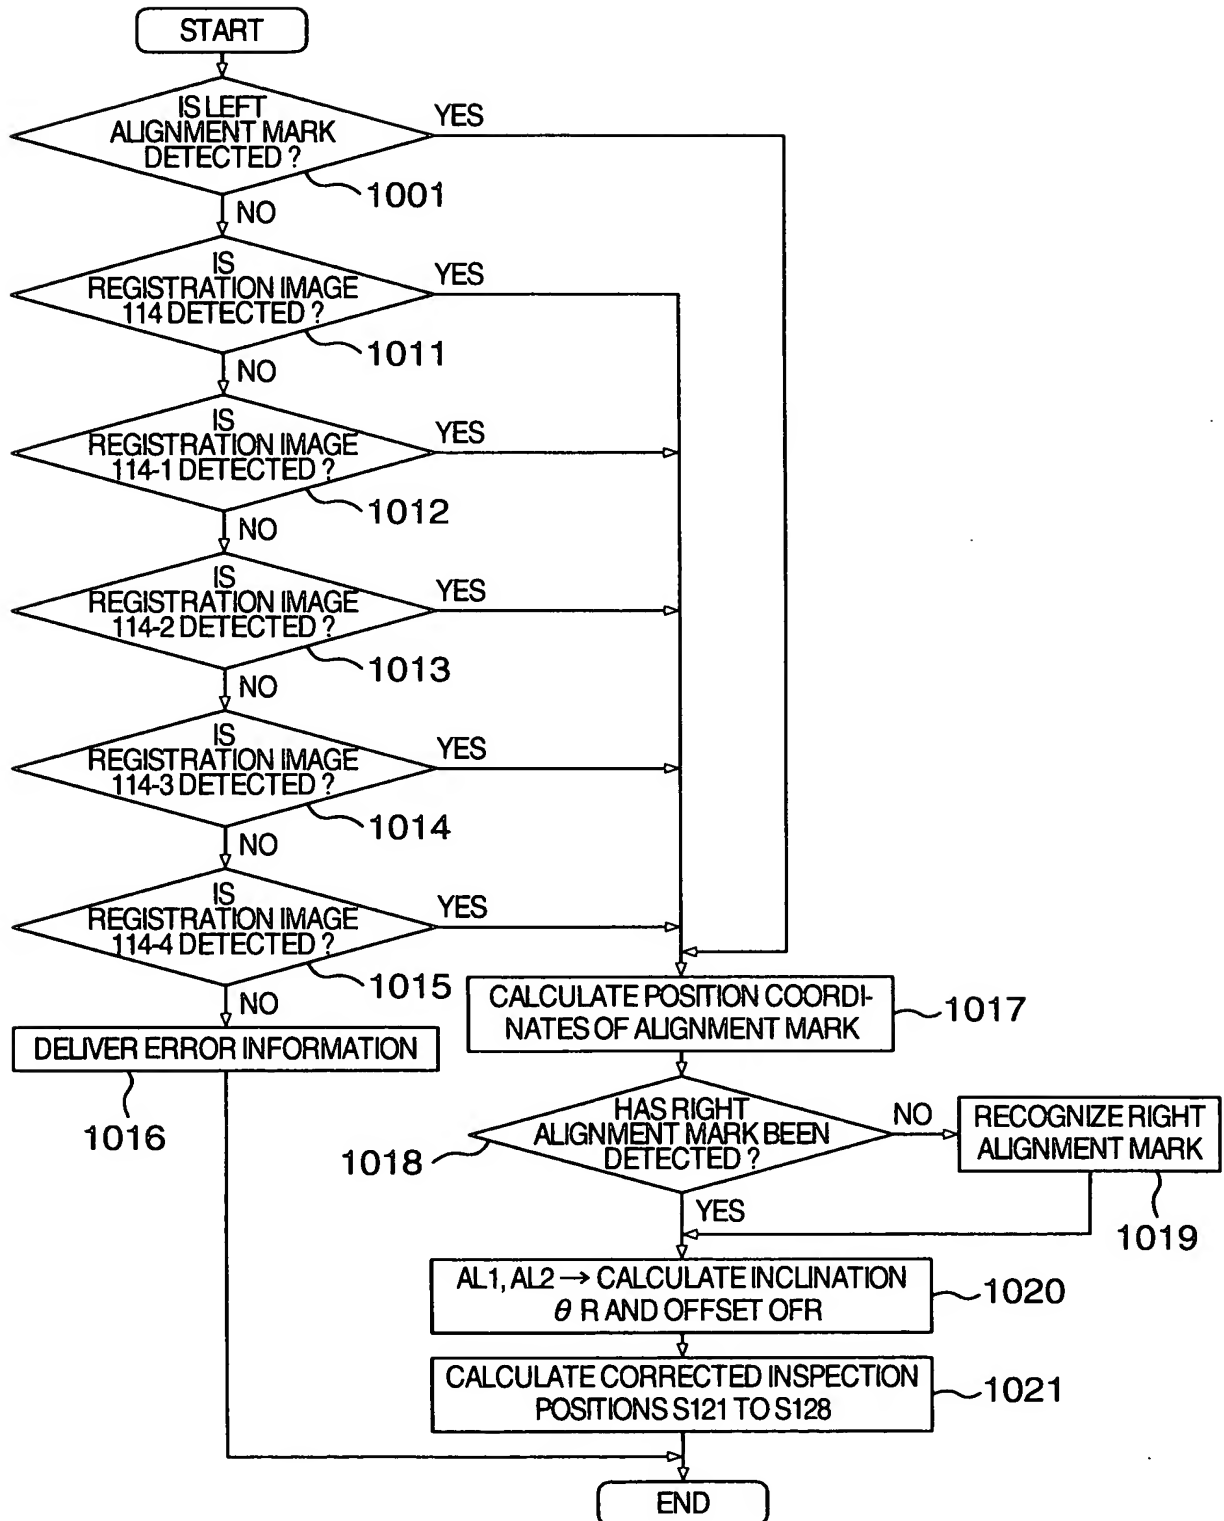 START
IS LEFT
ALIGNMENT MARK
DETECTED ?
YES
1001
NO
IS
REGISTRATION IMAGE
114 DETECTED ?
YES
1011
NO
IS
REGISTRATION IMAGE
114-1 DETECTED ?
YES
1012
NO
IS
REGISTRATION IMAGE
114-2 DETECTED ?
YES
1013
NO
IS
REGISTRATION IMAGE
114-3 DETECTED ?
YES
1014
NO
IS
REGISTRATION IMAGE
114-4 DETECTED ?
YES
1015
NO
DELIVER ERROR INFORMATION
1016
CALCULATE POSITION COORDI-
NATES OF ALIGNMENT MARK
1017
HAS RIGHT
ALIGNMENT MARK BEEN
DETECTED ?
1018
NO
RECOGNIZE RIGHT
ALIGNMENT MARK
1019
YES
AL1, AL2 → CALCULATE INCLINATION
θ R AND OFFSET OFR
1020
CALCULATE CORRECTED INSPECTION
POSITIONS S121 TO S128
1021
END